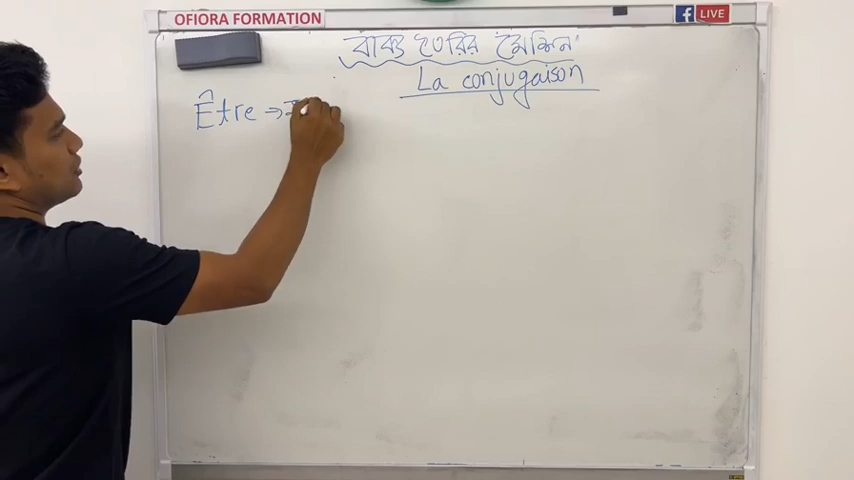 OFIORA FORMATION
LIVE
বাক্য তৈরির 'মেশিন'
La conjugaison
Être →